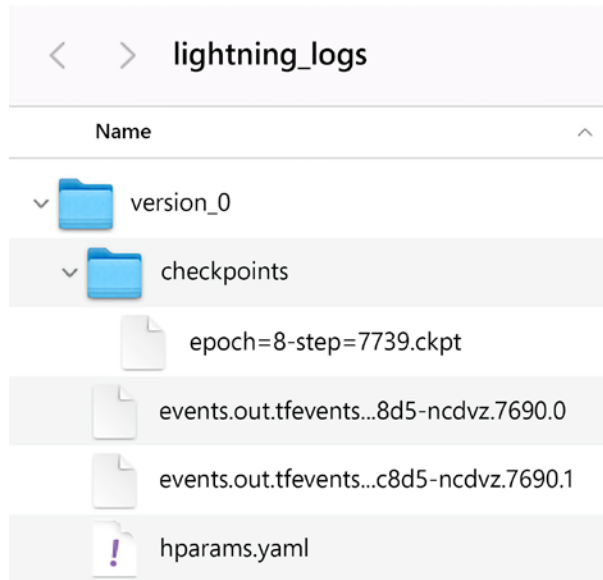 lightning_logs
Name
version_0
checkpoints
epoch=8-step=7739.ckpt
events.out.tfevents...8d5-ncdvz.7690.0
events.out.tfevents...c8d5-ncdvz.7690.1
hparams.yaml